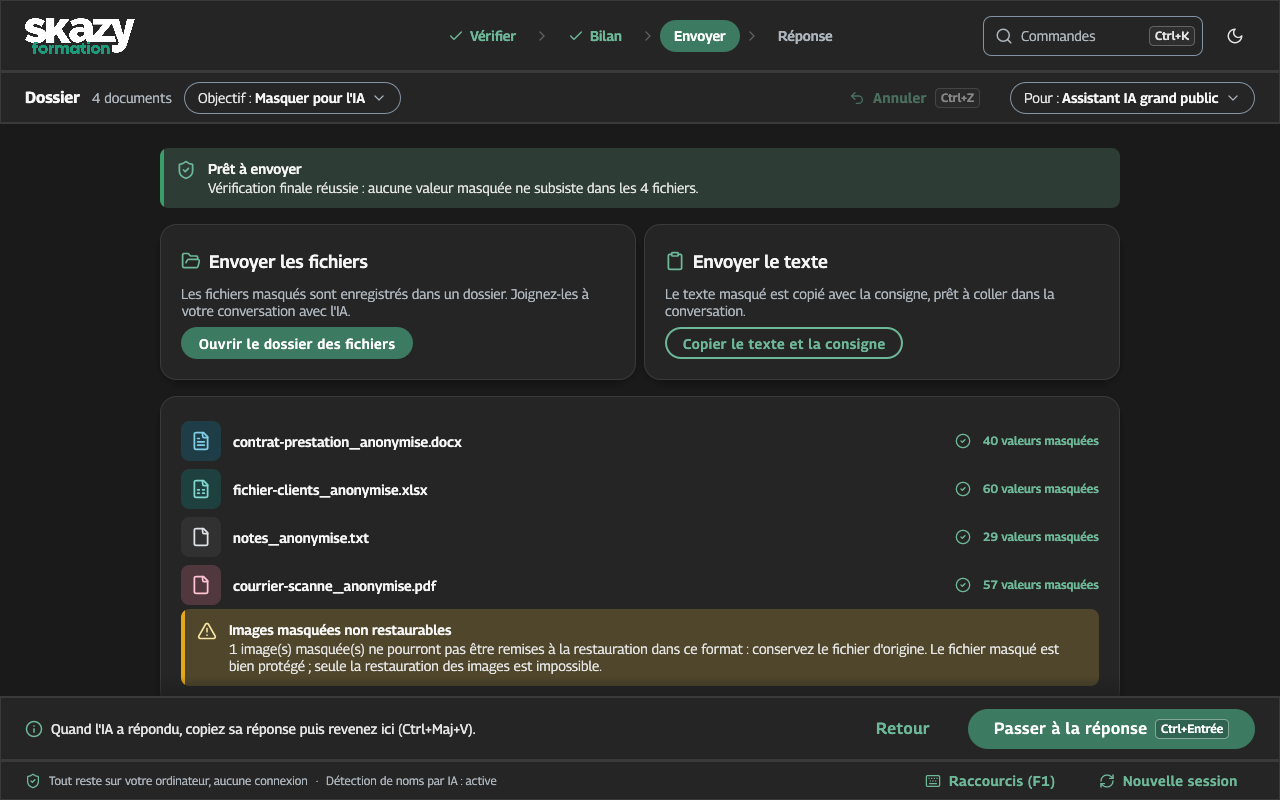 skazy
formation
Vérifier
Bilan
Envoyer
Réponse
Commandes
Ctrl+K
Dossier
4 documents
Objectif : Masquer pour l'IA
Annuler
Ctrl+Z
Pour : Assistant IA grand public
Prêt à envoyer
Vérification finale réussie : aucune valeur masquée ne subsiste dans les 4 fichiers.
Envoyer les fichiers
Les fichiers masqués sont enregistrés dans un dossier. Joignez-les à
votre conversation avec l'IA.
Ouvrir le dossier des fichiers
Envoyer le texte
Le texte masqué est copié avec la consigne, prêt à coller dans la
conversation.
Copier le texte et la consigne
contrat-prestation_anonymise.docx
40 valeurs masquées
fichier-clients_anonymise.xlsx
60 valeurs masquées
notes_anonymise.txt
29 valeurs masquées
courrier-scanne_anonymise.pdf
57 valeurs masquées
Images masquées non restaurables
1 image(s) masquée(s) ne pourront pas être remises à la restauration dans ce format : conservez le fichier d'origine. Le fichier masqué est
bien protégé ; seule la restauration des images est impossible.
Quand l'IA a répondu, copiez sa réponse puis revenez ici (Ctrl+Maj+V).
Retour
Passer à la réponse
Ctrl+Entrée
Tout reste sur votre ordinateur, aucune connexion · Détection de noms par IA : active
Raccourcis (F1)
Nouvelle session